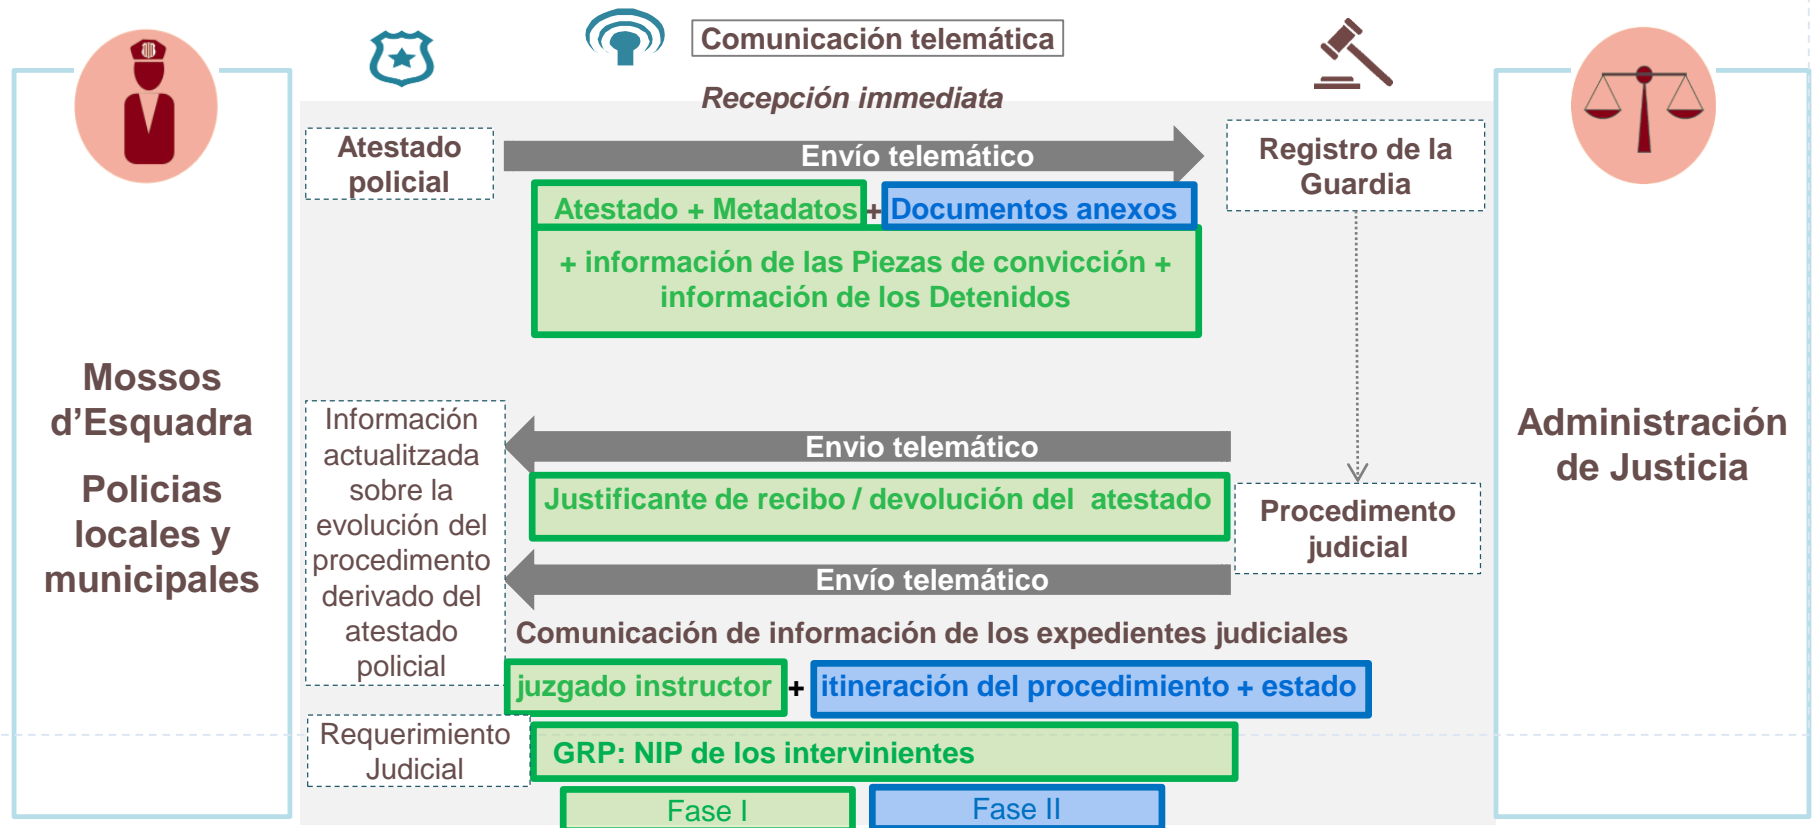 Comunicación telemática
Recepción immediata
Atestado
policial
Envío telemático
Registro de la
Guardia
Atestado + Metadatos + Documentos anexos
+ información de las Piezas de convicción +
información de los Detenidos
Mossos
d’Esquadra
Policias
locales y
municipales
Información
actualitzada
sobre la
evolución del
procedimento
derivado del
atestado
policial
Envio telemático
Justificante de recibo / devolución del atestado
Envío telemático
Procedimento
judicial
Administración
de Justicia
Comunicación de información de los expedientes judiciales
juzgado instructor + itineración del procedimiento + estado
Requerimiento
Judicial
GRP: NIP de los intervinientes
Fase I
Fase II